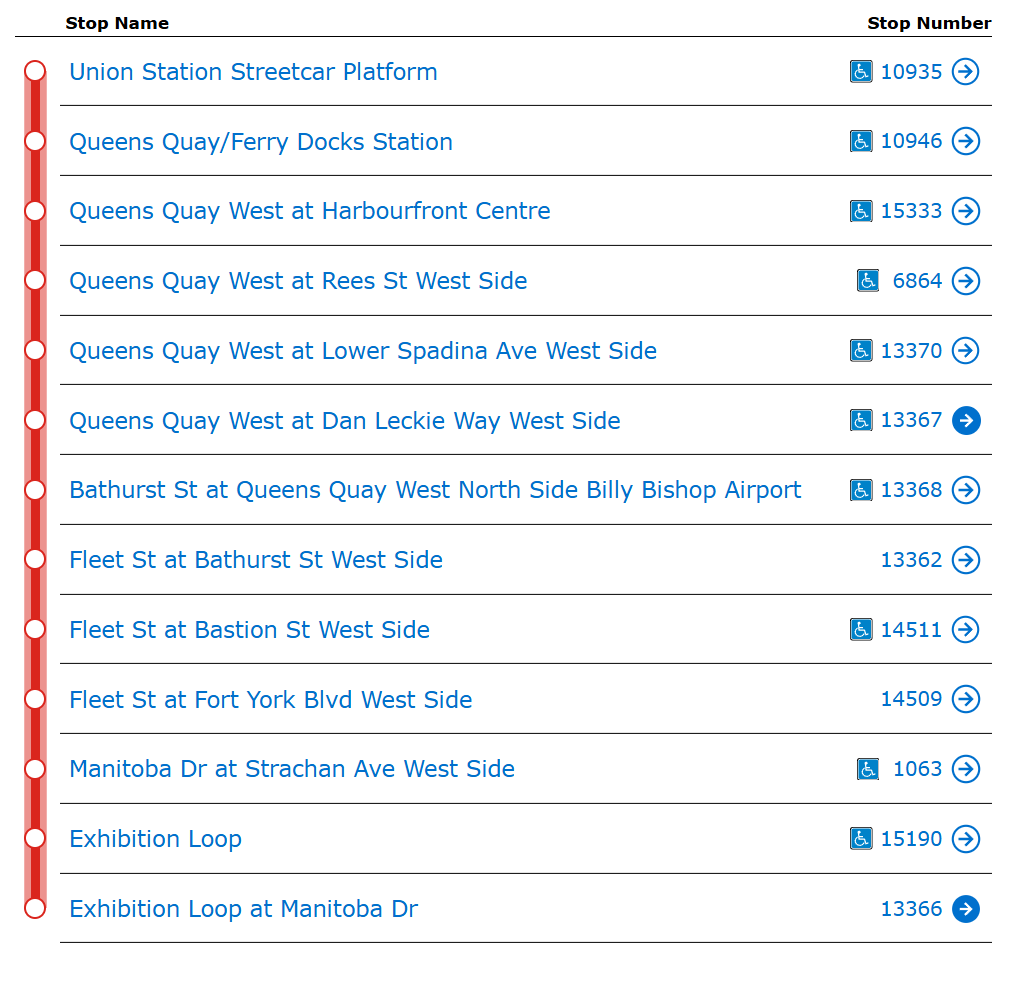 Stop Name Stop Number
Union Station Streetcar Platform 10935
Queens Quay/Ferry Docks Station 10946
Queens Quay West at Harbourfront Centre 15333
Queens Quay West at Rees St West Side 6864
Queens Quay West at Lower Spadina Ave West Side 13370
Queens Quay West at Dan Leckie Way West Side 13367
Bathurst St at Queens Quay West North Side Billy Bishop Airport 13368
Fleet St at Bathurst St West Side 13362
Fleet St at Bastion St West Side 14511
Fleet St at Fort York Blvd West Side 14509
Manitoba Dr at Strachan Ave West Side 1063
Exhibition Loop 15190
Exhibition Loop at Manitoba Dr 13366